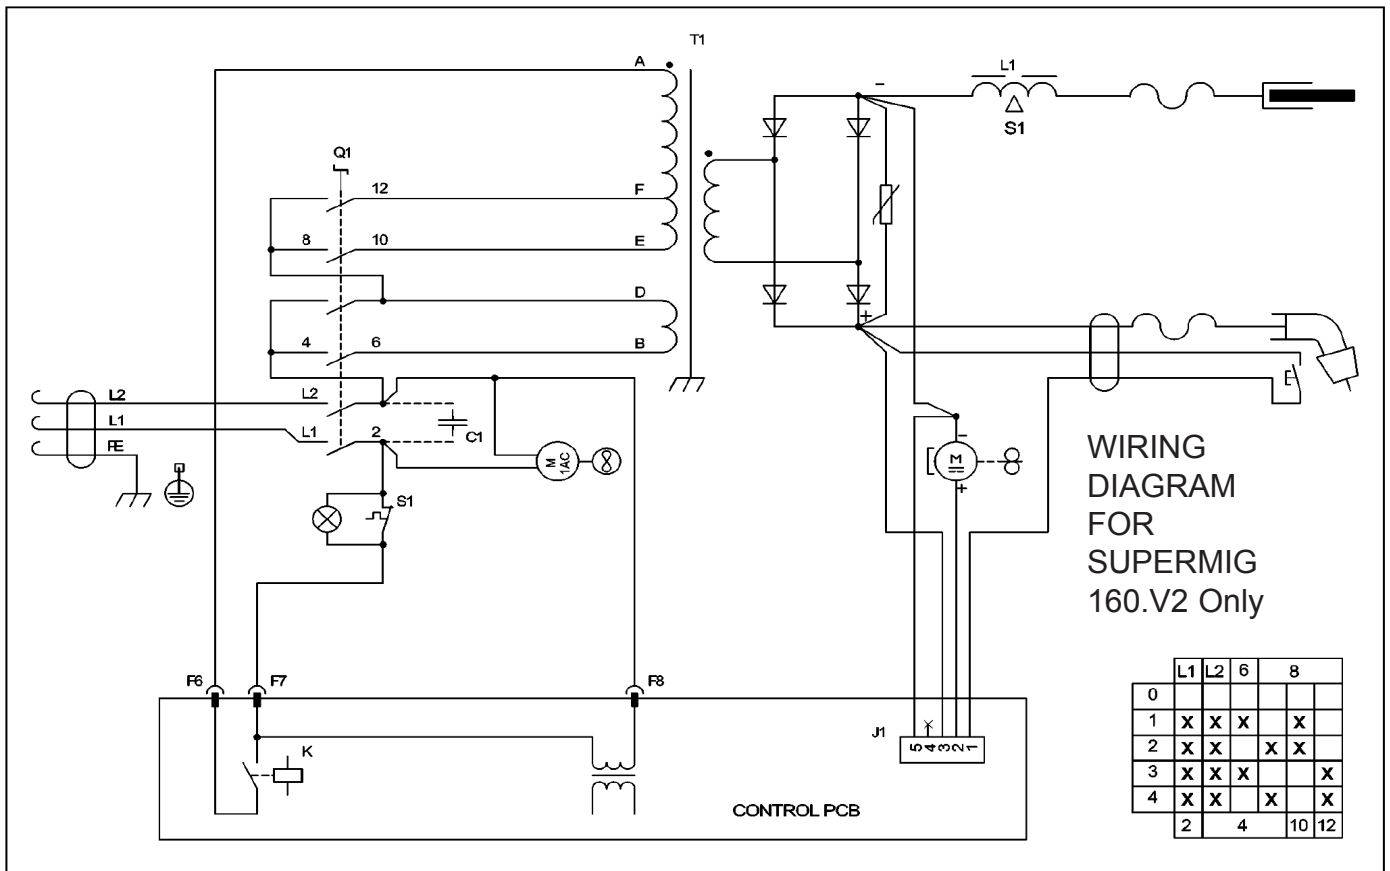 T1
A
L1
-
S1
Q1
12
F
8
10
E
D
+
4
6
B
L2
L2
L1
L1
2
C1
PE
M
1AC
S1
-
M
+
WIRING
DIAGRAM
FOR
SUPERMIG
160.V2 Only
F6
F7
F8
K
J1
5 4 3 2 1
CONTROL PCB
L1 L2 6 8
0
1 X X X X
2 X X X X
3 X X X X
4 X X X X
2 4 10 12